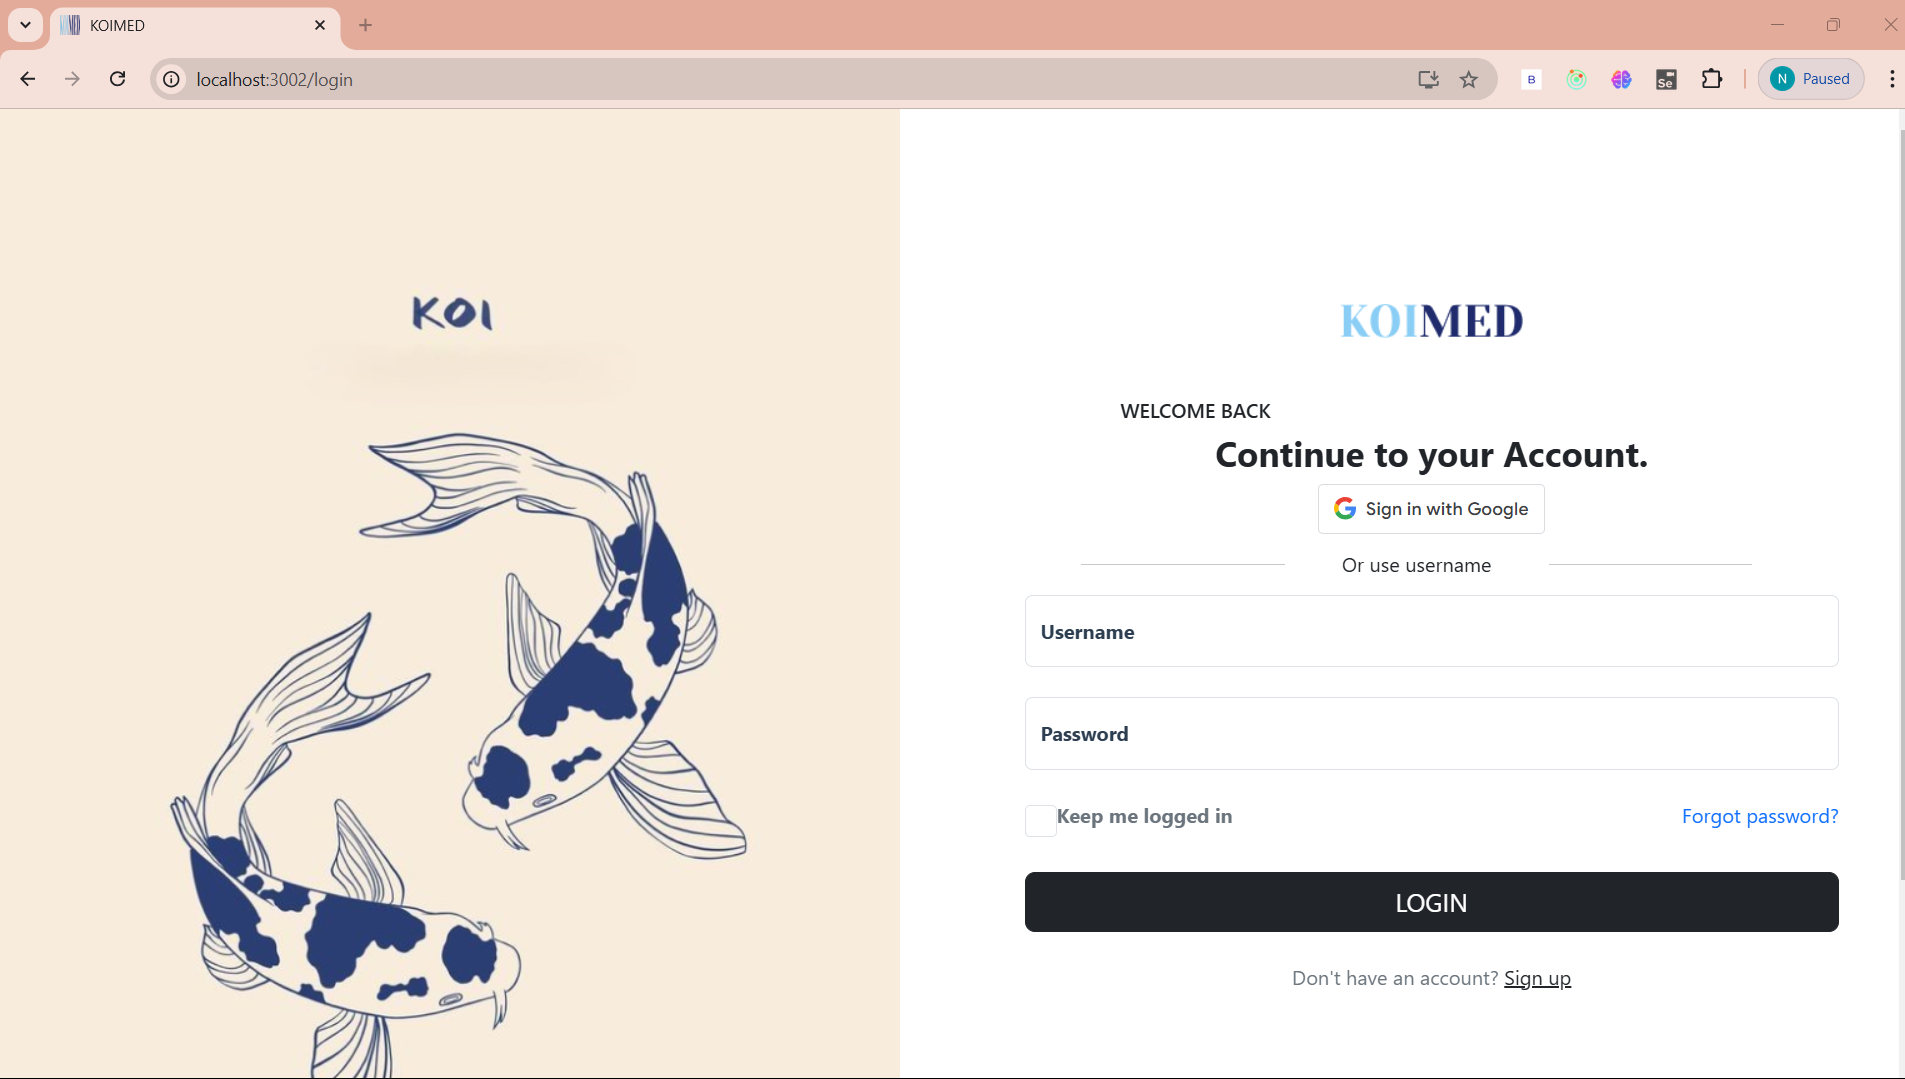 KOIMED
localhost:3002/login
B
Se
N
Paused
KOI
KOIMED
WELCOME BACK
Continue to your Account.
Sign in with Google
Or use username
Username
Password
Keep me logged in
Forgot password?
LOGIN
Don't have an account? Sign up